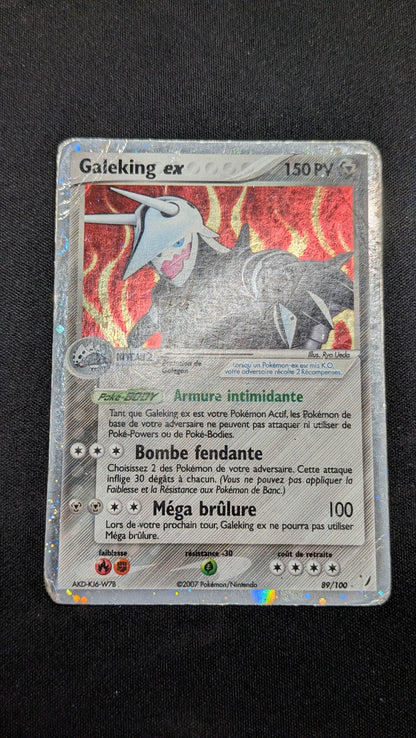 Galeking ex 150 PV
Illus. Ryo Ueda
NIVEAU 2 Évolution de
Galegon
Lorsqu'un Pokémon-ex est mis K.O.
votre adversaire récolte 2 Récompenses.
Poké-BODY Armure intimidante
Tant que Galeking ex est votre Pokémon Actif, les Pokémon de
base de votre adversaire ne peuvent pas attaquer ni utiliser de
Poké-Powers ou de Poké-Bodies.
Bombe fendante
Choisissez 2 des Pokémon de votre adversaire. Cette attaque
inflige 30 dégâts à chacun. (Vous ne pouvez pas appliquer la
Faiblesse et la Résistance aux Pokémon de Banc.)
Méga brûlure 100
Lors de votre prochain tour, Galeking ex ne pourra pas utiliser
Méga brûlure.
faiblesse résistance -30 coût de retraite
AKD-KJ6-W7B ©2007 Pokémon/Nintendo 89/100